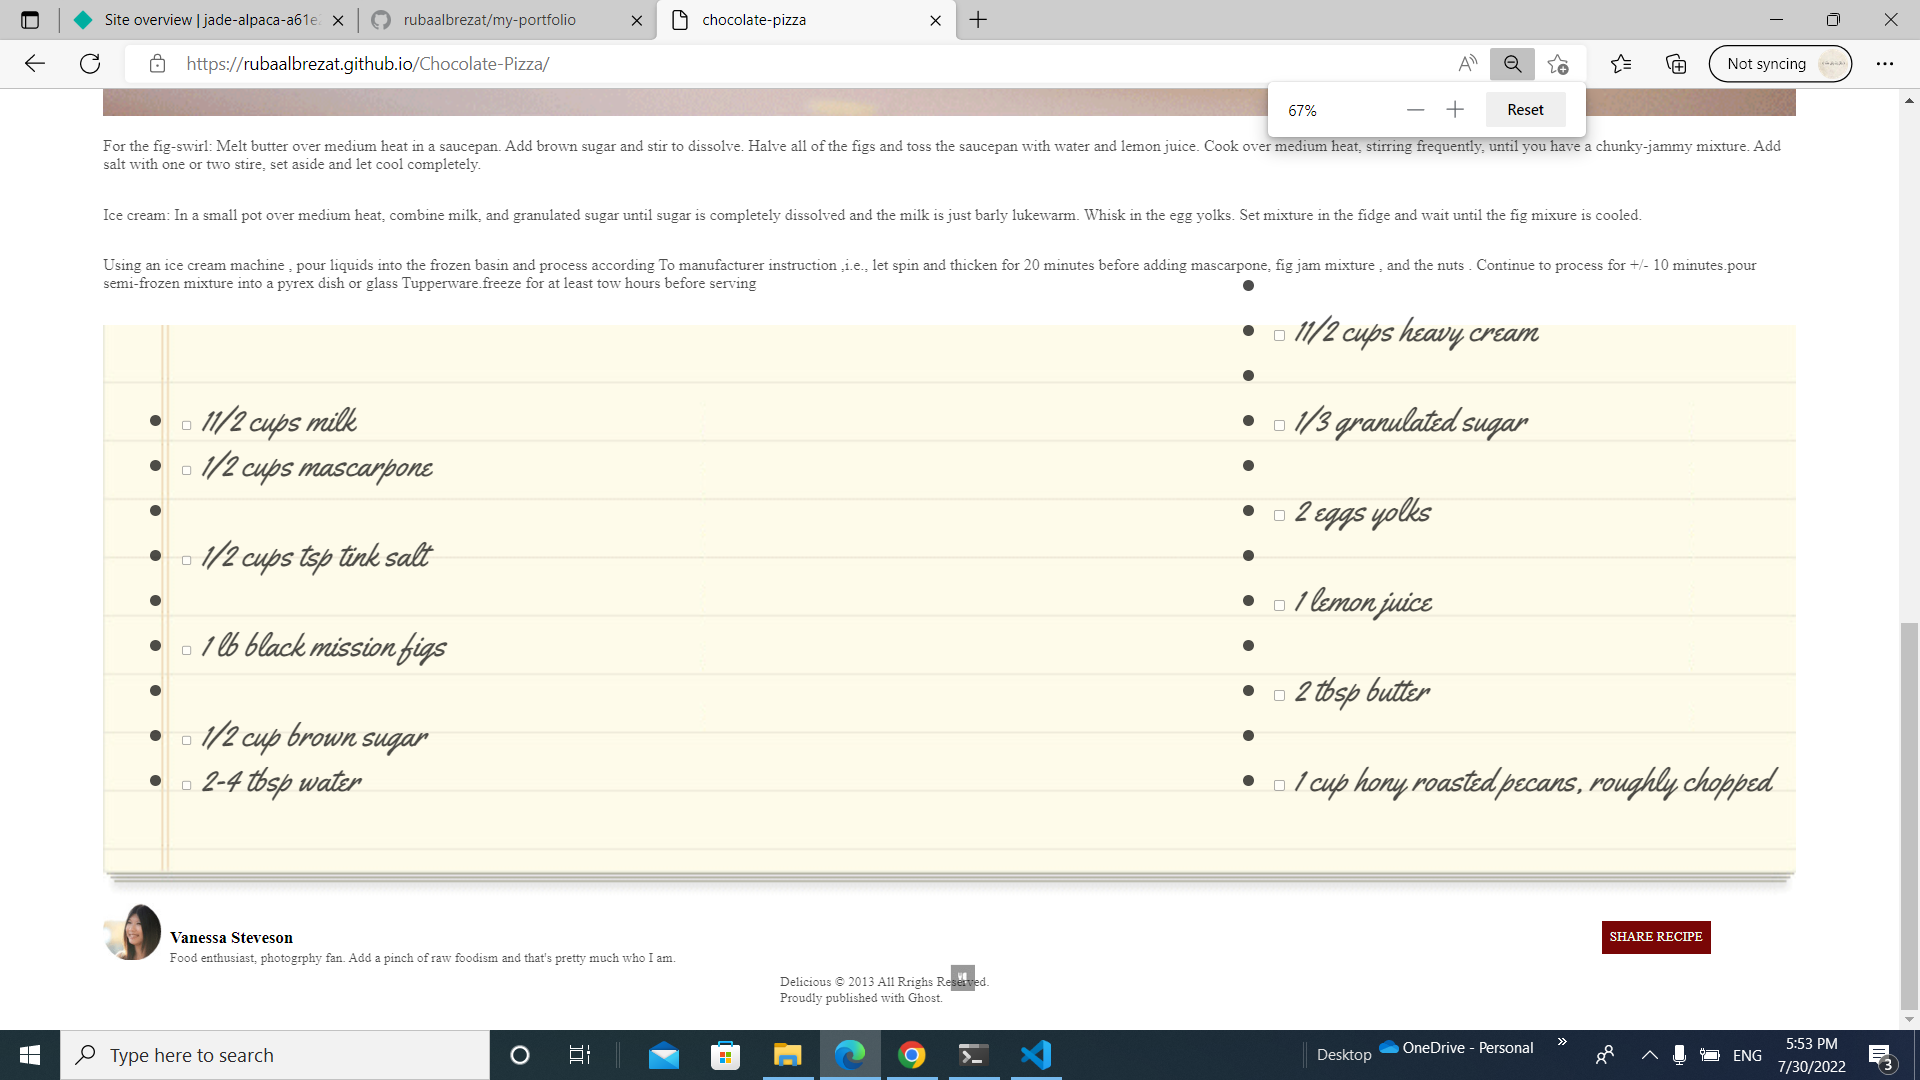 Site overview | jade-alpaca-a61e
rubaalbrezat/my-portfolio
chocolate-pizza
https://rubaalbrezat.github.io/Chocolate-Pizza/
Not syncing
67%
Reset
For the fig-swirl: Melt butter over medium heat in a saucepan. Add brown sugar and stir to dissolve. Halve all of the figs and toss the saucepan with water and lemon juice. Cook over medium heat, stirring frequently, until you have a chunky-jammy mixture. Add
salt with one or two stire, set aside and let cool completely.
Ice cream: In a small pot over medium heat, combine milk, and granulated sugar until sugar is completely dissolved and the milk is just barly lukewarm. Whisk in the egg yolks. Set mixture in the fidge and wait until the fig mixure is cooled.
Using an ice cream machine , pour liquids into the frozen basin and process according To manufacturer instruction ,i.e., let spin and thicken for 20 minutes before adding mascarpone, fig jam mixture , and the nuts . Continue to process for +/- 10 minutes.pour
semi-frozen mixture into a pyrex dish or glass Tupperware.freeze for at least tow hours before serving
11/2 cups milk
1/2 cups mascarpone
1/2 cups tsp tink salt
1 lb black mission figs
1/2 cup brown sugar
2-4 tbsp water
11/2 cups heavy cream
1/3 granulated sugar
2 eggs yolks
1 lemon juice
2 tbsp butter
1 cup hony roasted pecans, roughly chopped
Vanessa Steveson
Food enthusiast, photogrphy fan. Add a pinch of raw foodism and that's pretty much who I am.
SHARE RECIPE
Delicious © 2013 All Rrighs Reserved.
Proudly published with Ghost.
Type here to search
Desktop
OneDrive - Personal
ENG
5:53 PM
7/30/2022
3